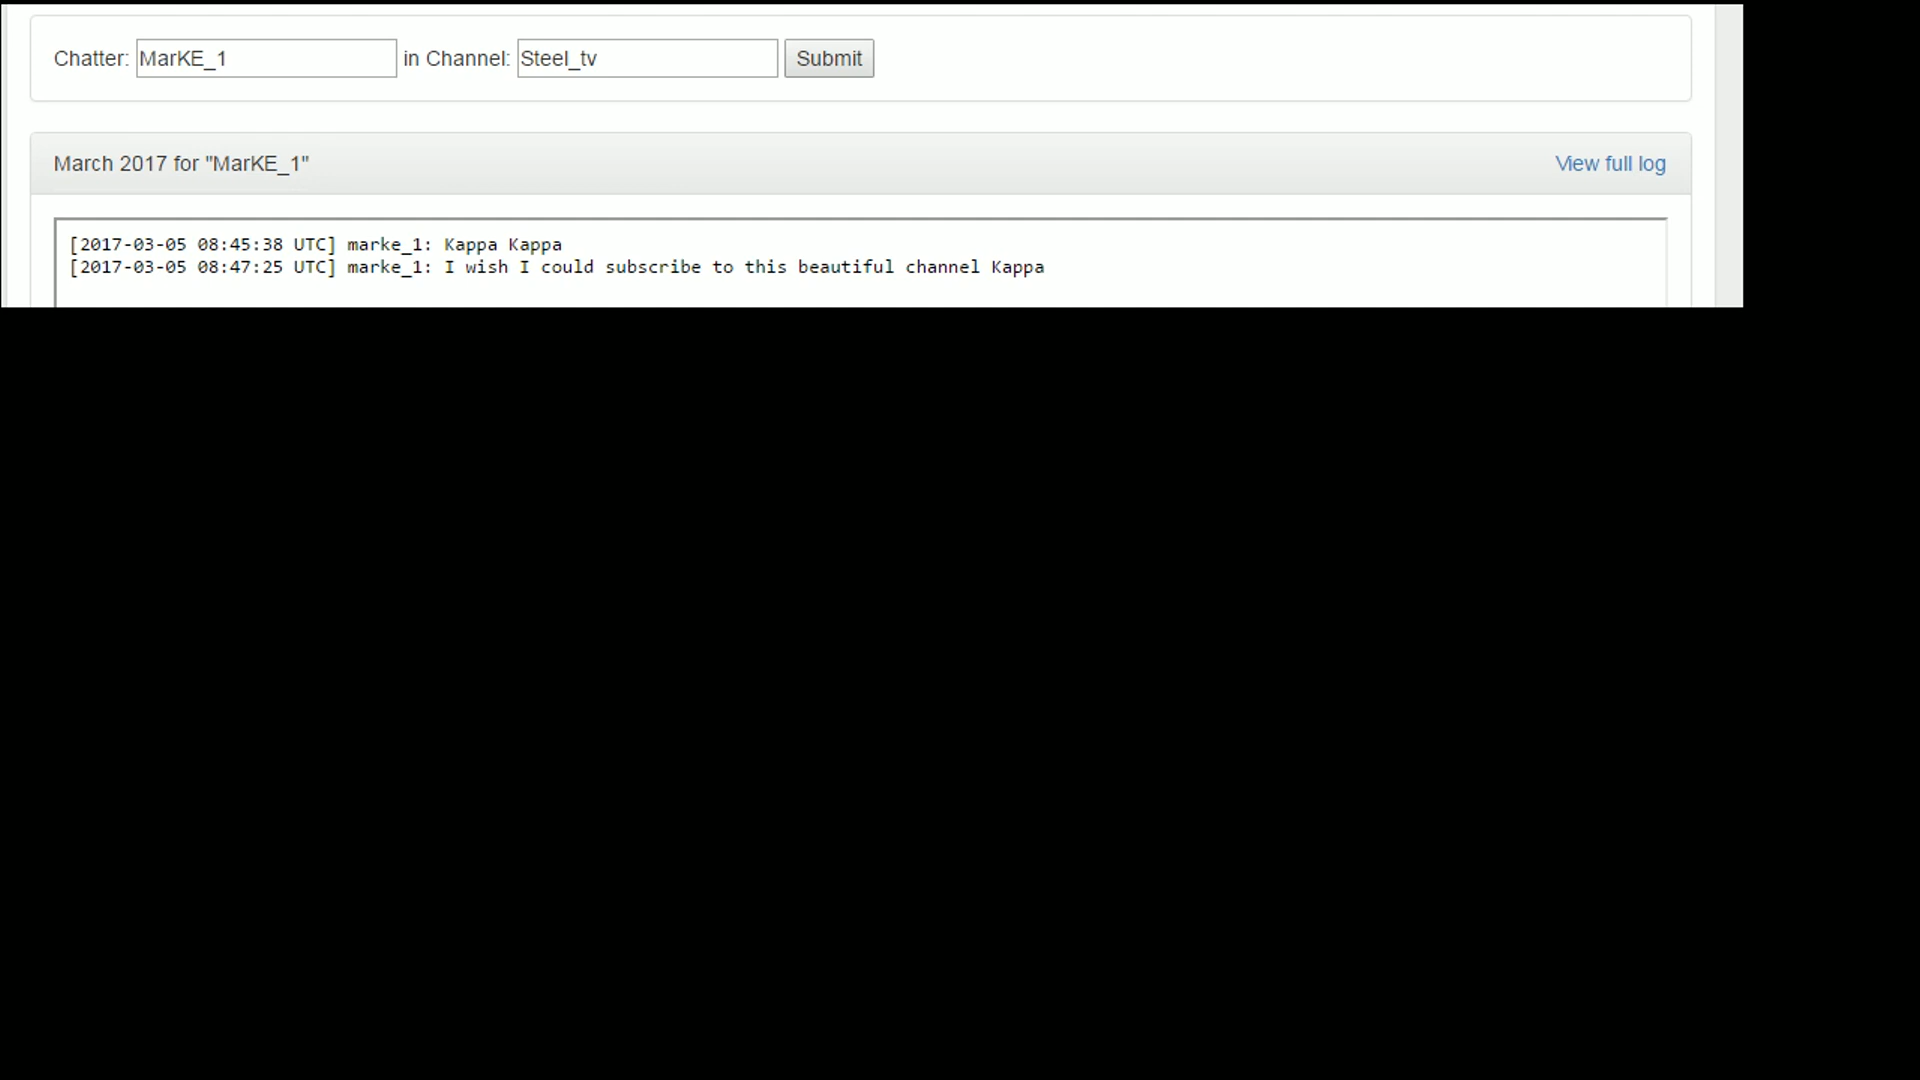 Chatter: MarKE_1 in Channel: Steel_tv Submit
March 2017 for "MarKE_1" View full log
[2017-03-05 08:45:38 UTC] marke_1: Kappa Kappa
[2017-03-05 08:47:25 UTC] marke_1: I wish I could subscribe to this beautiful channel Kappa